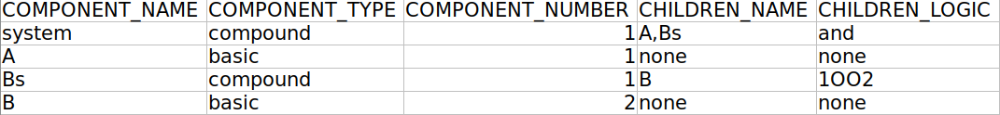 COMPONENT_NAME COMPONENT_TYPE COMPONENT_NUMBER CHILDREN_NAME CHILDREN_LOGIC
system compound 1 A,Bs and
A basic 1 none none
Bs compound 1 B 1OO2
B basic 2 none none